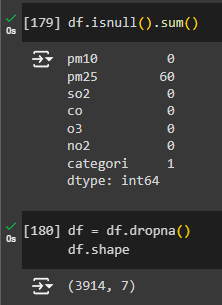 [179] df.isnull().sum()
0s
pm10 0
pm25 60
so2 0
co 0
o3 0
no2 0
categori 1
dtype: int64
[180] df = df.dropna()
0s
df.shape
(3914, 7)